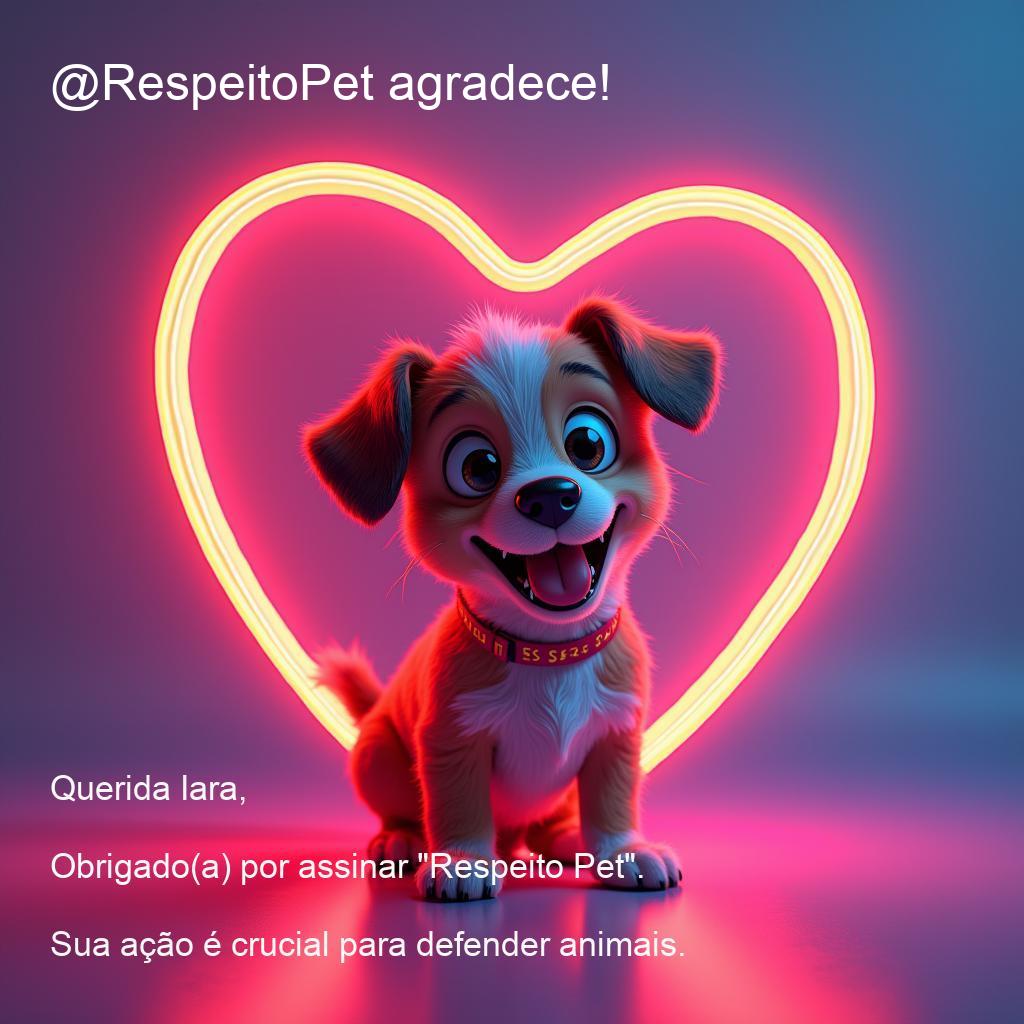 @RespeitoPet agradece!
Querida Iara,
Obrigado(a) por assinar "Respeito Pet".
Sua ação é crucial para defender animais.